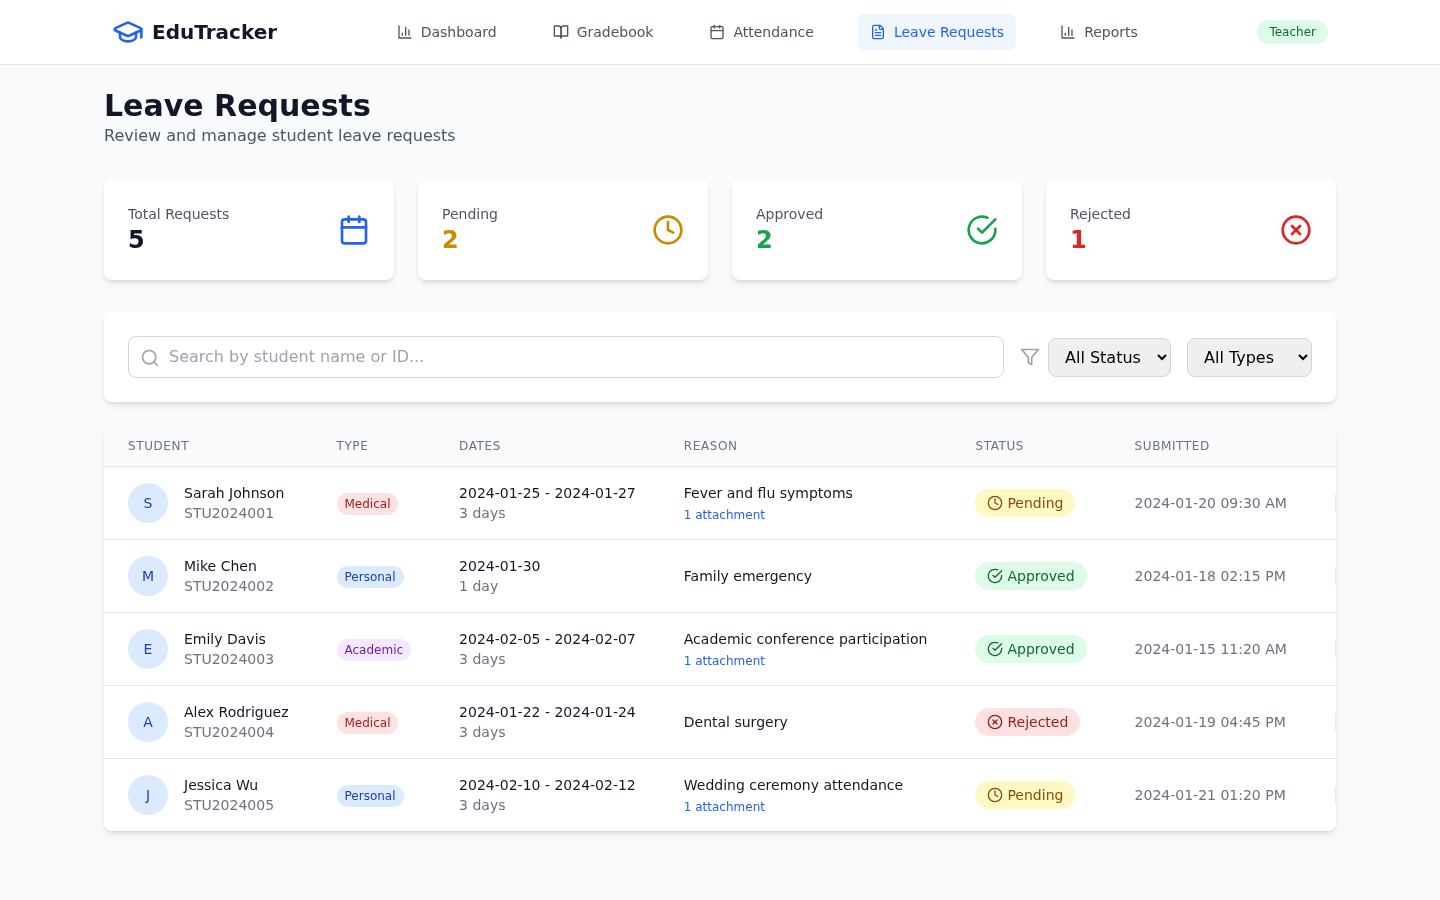 EduTracker
Dashboard
Gradebook
Attendance
Leave Requests
Reports
Teacher
Leave Requests
Review and manage student leave requests
Total Requests
5
Pending
2
Approved
2
Rejected
1
Search by student name or ID...
All Status
All Types
STUDENT TYPE DATES REASON STATUS SUBMITTED
S
Sarah Johnson
STU2024001
Medical
2024-01-25 - 2024-01-27
3 days
Fever and flu symptoms
1 attachment
Pending
2024-01-20 09:30 AM
M
Mike Chen
STU2024002
Personal
2024-01-30
1 day
Family emergency
Approved
2024-01-18 02:15 PM
E
Emily Davis
STU2024003
Academic
2024-02-05 - 2024-02-07
3 days
Academic conference participation
1 attachment
Approved
2024-01-15 11:20 AM
A
Alex Rodriguez
STU2024004
Medical
2024-01-22 - 2024-01-24
3 days
Dental surgery
Rejected
2024-01-19 04:45 PM
J
Jessica Wu
STU2024005
Personal
2024-02-10 - 2024-02-12
3 days
Wedding ceremony attendance
1 attachment
Pending
2024-01-21 01:20 PM